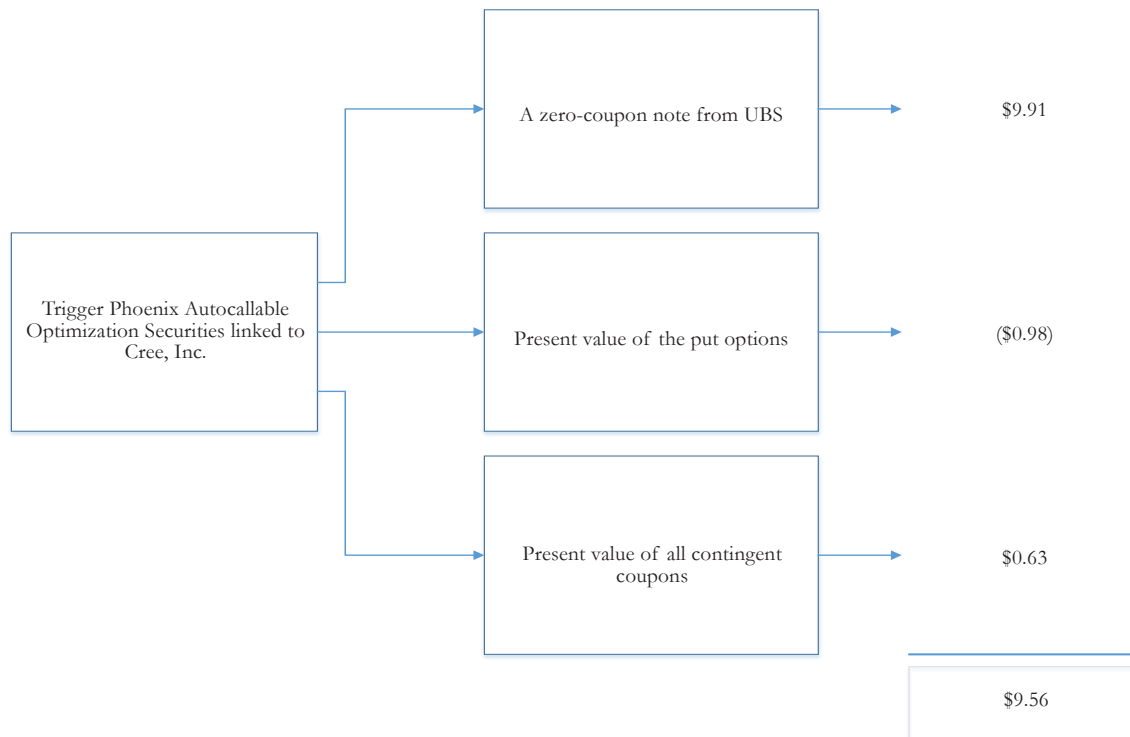 A zero-coupon note from UBS
$9.91
Trigger Phoenix Autocallable
Optimization Securities linked to
Cree, Inc.
Present value of the put options
($0.98)
Present value of all contingent
coupons
$0.63
$9.56